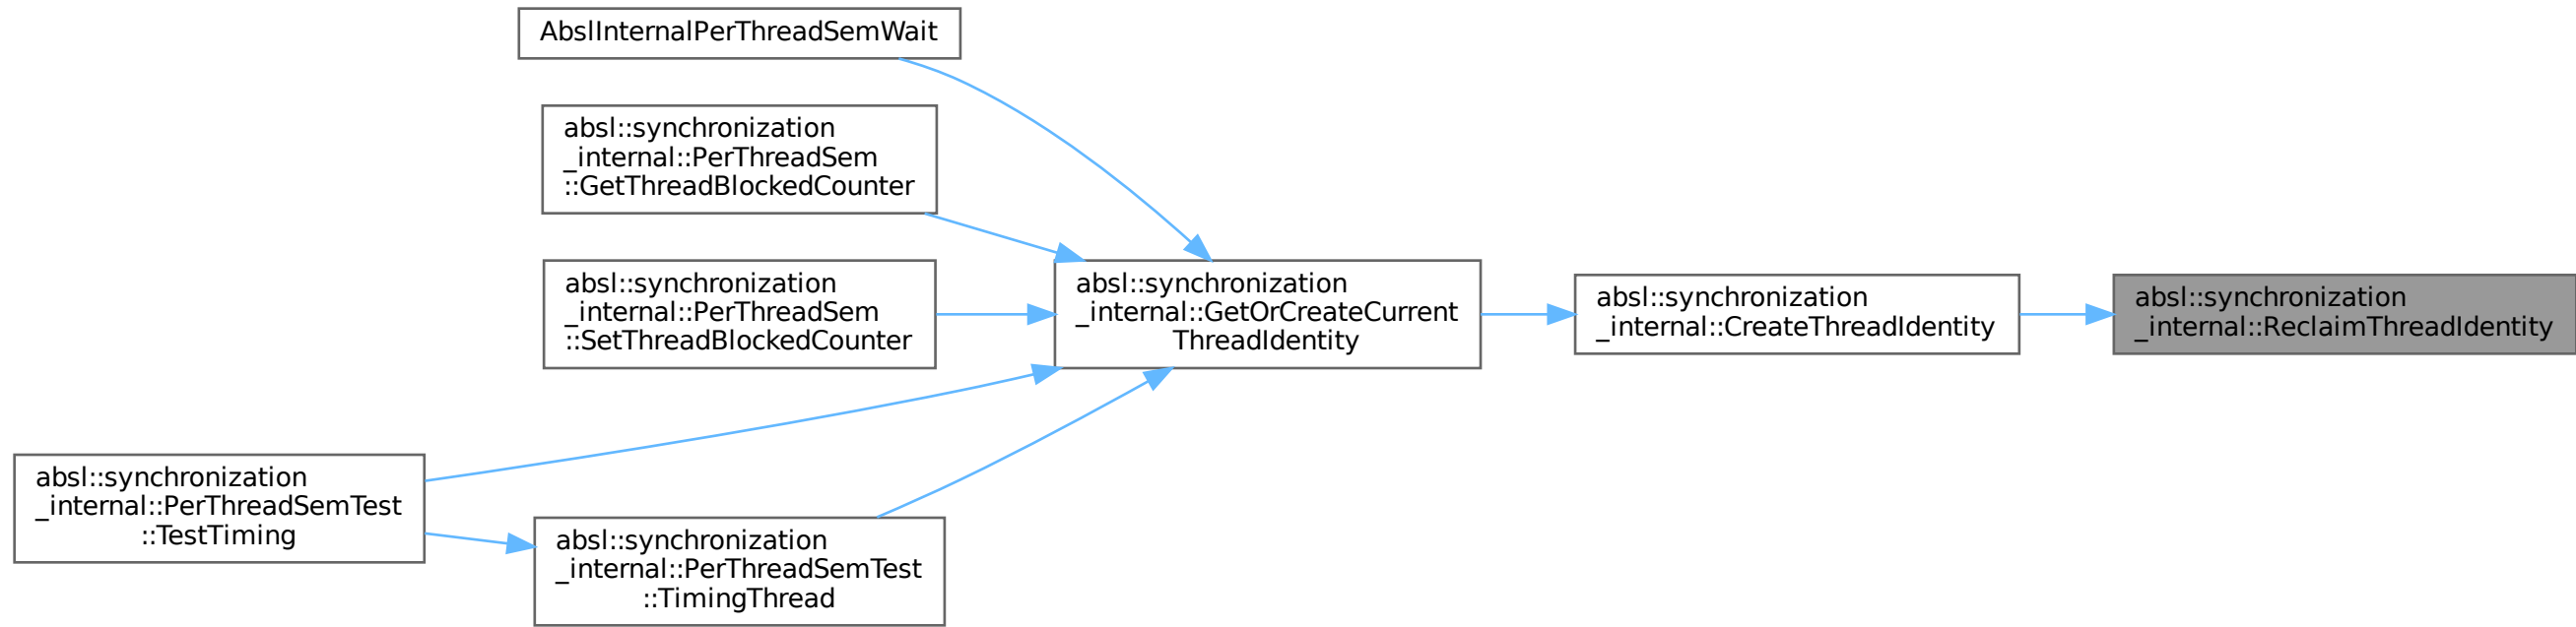 AbslInternalPerThreadSemWait
absl::synchronization
_internal::PerThreadSem
::GetThreadBlockedCounter
absl::synchronization
_internal::PerThreadSem
::SetThreadBlockedCounter
absl::synchronization
_internal::GetOrCreateCurrent
ThreadIdentity
absl::synchronization
_internal::CreateThreadIdentity
absl::synchronization
_internal::ReclaimThreadIdentity
absl::synchronization
_internal::PerThreadSemTest
::TestTiming
absl::synchronization
_internal::PerThreadSemTest
::TimingThread